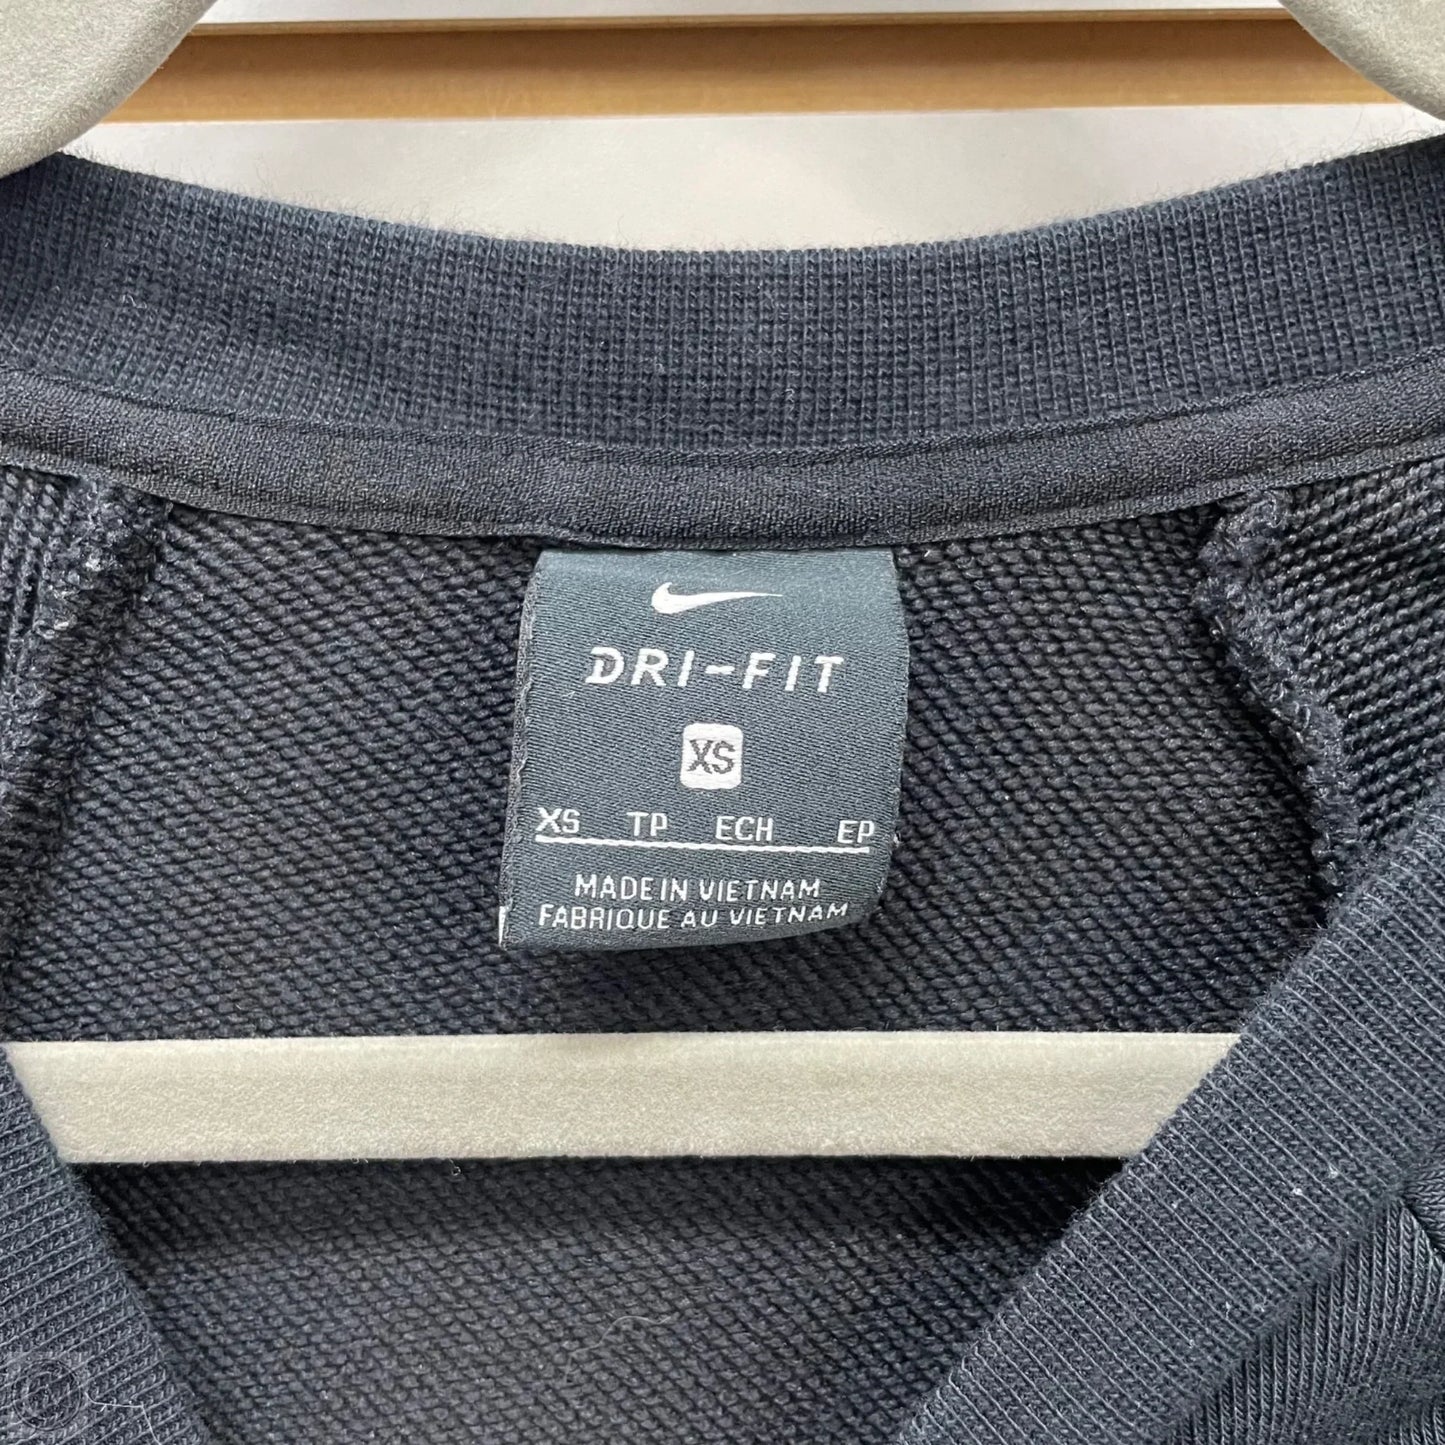 DRI-FIT
XS
XS TP ECH EP
MADE IN VIETNAM
FABRIQUE AU VIETNAM